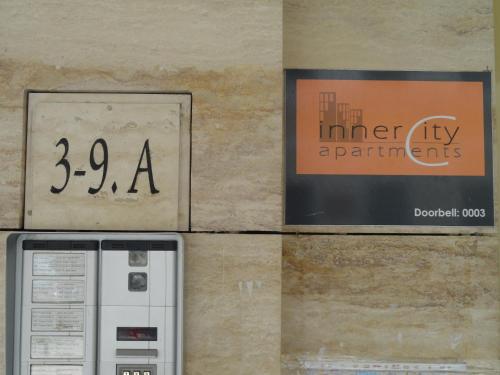 3-9. A
inner City
apartments
Doorbell: 0003